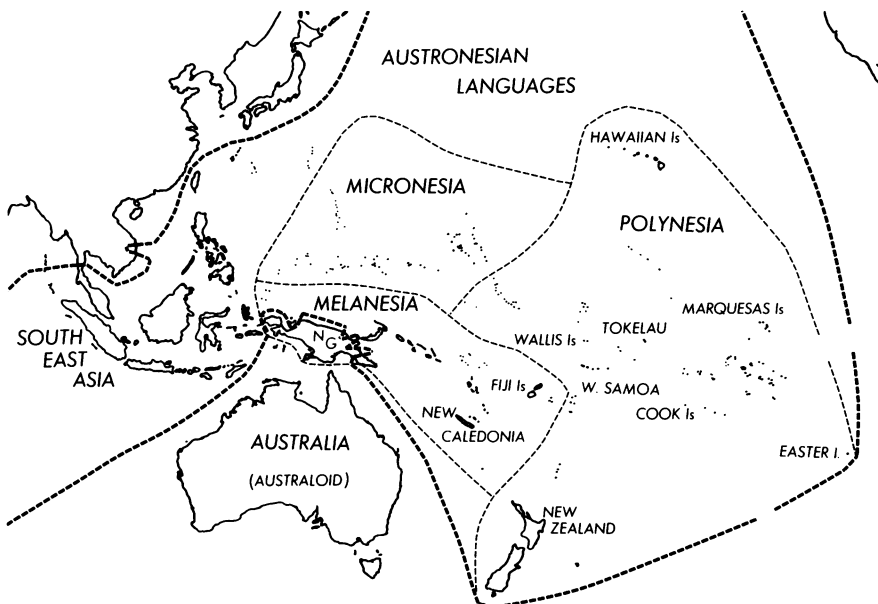 AUSTRONESIAN
LANGUAGES
HAWAIIAN Is
MICRONESIA
POLYNESIA
MELANESIA
MARQUESAS Is
TOKELAU
WALLIS Is
SOUTH
EAST
ASIA
NG
FIJI Is
W. SAMOA
COOK Is
NEW
CALEDONIA
AUSTRALIA
(AUSTRALOID)
EASTER I.
NEW
ZEALAND